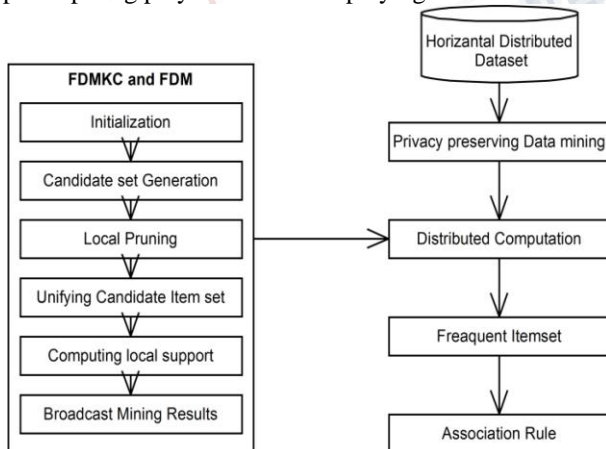 Horizantal Distributed
Dataset
FDMKC and FDM
Initialization
Candidate set Generation
Local Pruning
Unifying Candidate Item set
Computing local support
Broadcast Mining Results
Privacy preserving Data mining
Distributed Computation
Freaquent Itemset
Association Rule